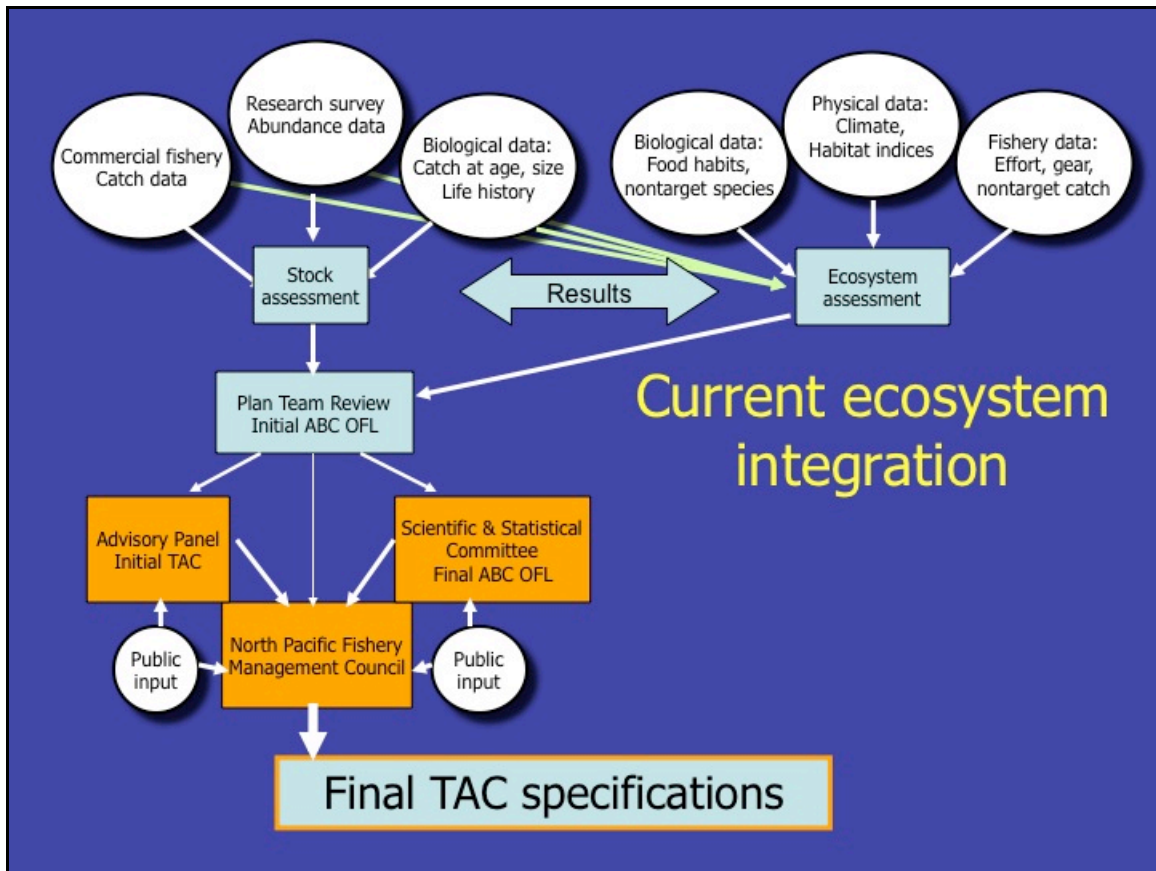 Commercial fishery
Catch data
Research survey
Abundance data
Biological data:
Catch at age, size
Life history
Biological data:
Food habits,
nontarget species
Physical data:
Climate,
Habitat indices
Fishery data:
Effort, gear,
nontarget catch
Stock
assessment
Results
Ecosystem
assessment
Plan Team Review
Initial ABC OFL
Current ecosystem
integration
Advisory Panel
Initial TAC
Scientific & Statistical
Committee
Final ABC OFL
Public
input
North Pacific Fishery
Management Council
Public
input
Final TAC specifications